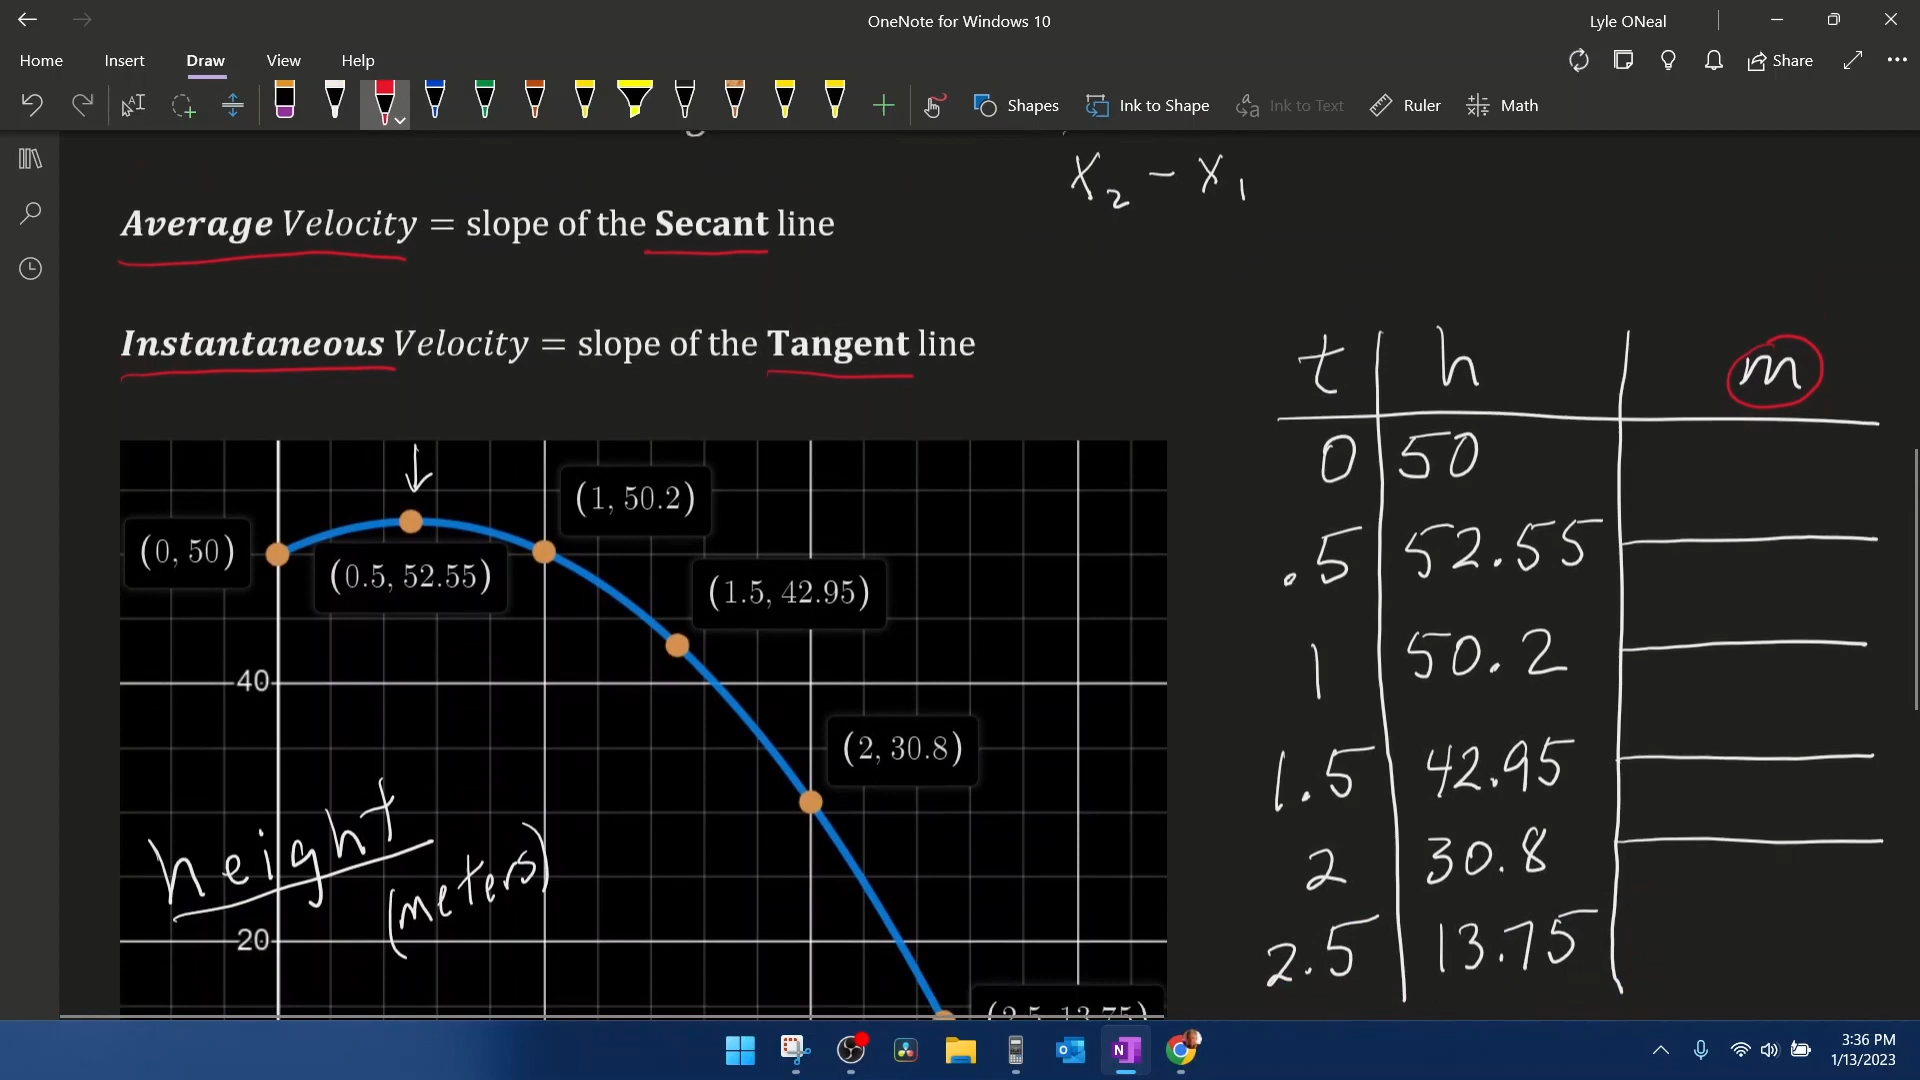 OneNote for Windows 10
Lyle ONeal
Home Insert Draw View Help
Share
Shapes Ink to Shape Ink to Text Ruler Math
x₂ - x₁
Average Velocity = slope of the Secant line
Instantaneous Velocity = slope of the Tangent line
(0, 50)
(0.5, 52.55)
(1, 50.2)
(1.5, 42.95)
40
(2, 30.8)
height
(meters)
20
t h m
0 50
.5 52.55
1 50.2
1.5 42.95
2 30.8
2.5 13.75
3:36 PM
1/13/2023